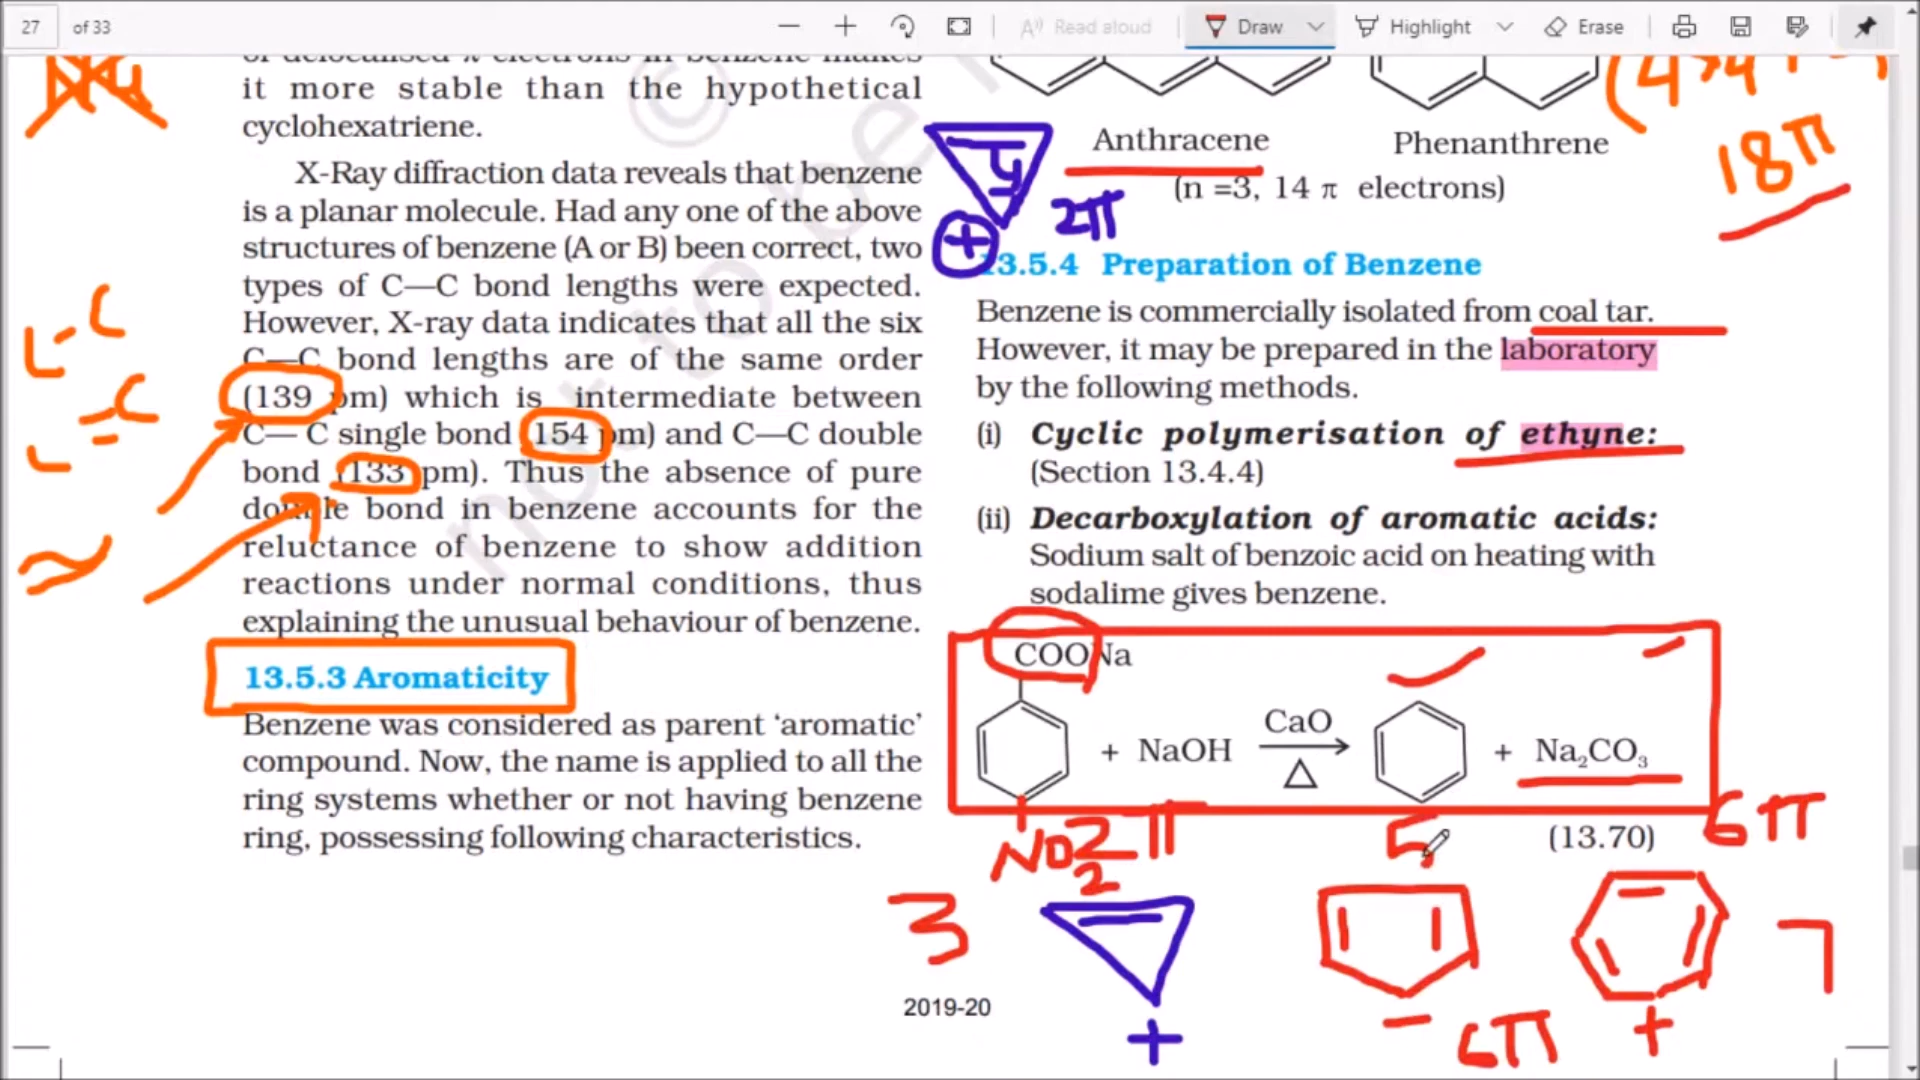 27 of 33
Read aloud
Draw
Highlight
Erase
of delocalised π electrons in benzene makes
it more stable than the hypothetical
cyclohexatriene.
X-Ray diffraction data reveals that benzene
is a planar molecule. Had any one of the above
structures of benzene (A or B) been correct, two
types of C—C bond lengths were expected.
However, X-ray data indicates that all the six
C—C bond lengths are of the same order
(139 pm) which is intermediate between
C— C single bond (154 pm) and C—C double
bond (133 pm). Thus the absence of pure
double bond in benzene accounts for the
reluctance of benzene to show addition
reactions under normal conditions, thus
explaining the unusual behaviour of benzene.
13.5.3 Aromaticity
Benzene was considered as parent ‘aromatic’
compound. Now, the name is applied to all the
ring systems whether or not having benzene
ring, possessing following characteristics.
C
C
Anthracene
Phenanthrene
(n =3, 14 π electrons)
18π
2π
+
13.5.4 Preparation of Benzene
Benzene is commercially isolated from coal tar.
However, it may be prepared in the laboratory
by the following methods.
(i) Cyclic polymerisation of ethyne:
(Section 13.4.4)
(ii) Decarboxylation of aromatic acids:
Sodium salt of benzoic acid on heating with
sodalime gives benzene.
COONa
+ NaOH
CaO
△
+ Na₂CO₃
(13.70)
NO₂
2π
5
6π
3
7
+
−
6π
+
2019-20
©
not to be r